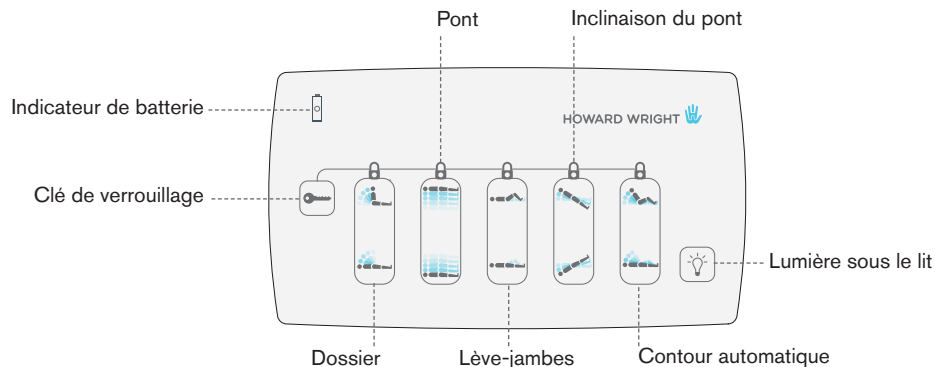 Pont
Inclinaison du pont
Indicateur de batterie
HOWARD WRIGHT
Clé de verrouillage
Lumière sous le lit
Dossier
Lève-jambes
Contour automatique